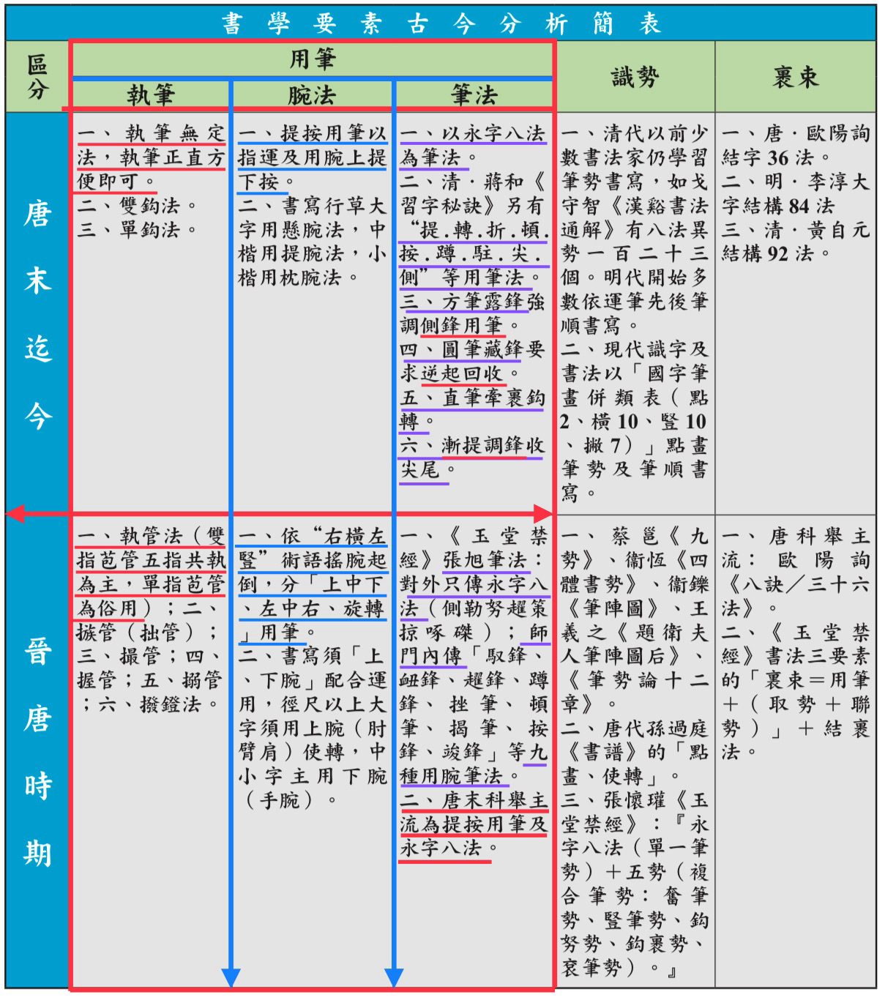 書學要素古今分析簡表
區分
用筆
執筆
腕法
筆法
識勢
裹束
唐末迄今
一、執筆無定
法，執筆正直方
便即可。
二、雙鈎法。
三、單鈎法。
一、提按用筆以
指運及用腕上提
下按。
二、書寫行草大
字用懸腕法，中
楷用提腕法，小
楷用枕腕法。
一、以永字八法
為筆法。
二、清．蔣和《
習字秘訣》另有
“提.轉.折.頓.
按.蹲.駐.尖.
側”等用筆法。
三、方筆露鋒強
調側鋒用筆。
四、圓筆藏鋒要
求逆起回收。
五、直筆牽裹鈎
轉。
六、漸提調鋒收
尖尾。
一、清代以前少
數書法家仍學習
筆勢書寫，如戈
守智《漢谿書法
通解》有八法異
勢一百二十三
個。明代開始多
數依運筆先後筆
順書寫。
二、現代識字及
書法以「國字筆
畫併類表（點
2、橫10、豎10
、撇7）」點畫
筆勢及筆順書
寫。
一、唐．歐陽詢
結字36法。
二、明．李淳大
字結構84法
三、清．黃自元
結構92法。
晉唐時期
一、執管法（雙
指苞管五指共執
為主，單指苞管
為俗用）；二、
搩管（拙管）；
三、撮管；四、
握管；五、搦管
；六、撥鐙法。
一、依“右橫左
豎”術語搖腕起
倒，分「上中下
、左中右、旋轉
」用筆。
二、書寫須「上
、下腕」配合運
用，徑尺以上大
字須用上腕（肘
臂肩）使轉，中
小字主用下腕
（手腕）。
一、《玉堂禁
經》張旭筆法：
對外只傳永字八
法（側勒努趯策
掠啄磔）；師
門內傳「馭鋒、
衄鋒、趯鋒、蹲
鋒、挫筆、頓
筆、揭筆、按
鋒、竣鋒」等九
種用腕筆法。
二、唐末科舉主
流為提按用筆及
永字八法。
一、蔡邕《九
勢》、衞恆《四
體書勢》、衞鑠
《筆陣圖》、王
羲之《題衛夫
人筆陣圖后》、
《筆勢論十二
章》。
二、唐代孫過庭
《書譜》的「點
畫、使轉」。
三、張懷瓘《玉
堂禁經》：『永
字八法（單一筆
勢）＋五勢（複
合筆勢：奮筆
勢、豎筆勢、鈎
努勢、鈎裹勢、
袞筆勢）。』
一、唐科舉主
流：歐陽詢
《八訣／三十六
法》。
二、《玉堂禁
經》書法三要素
的「裹束＝用筆
＋（取勢＋聯
勢）」＋結裹
法。